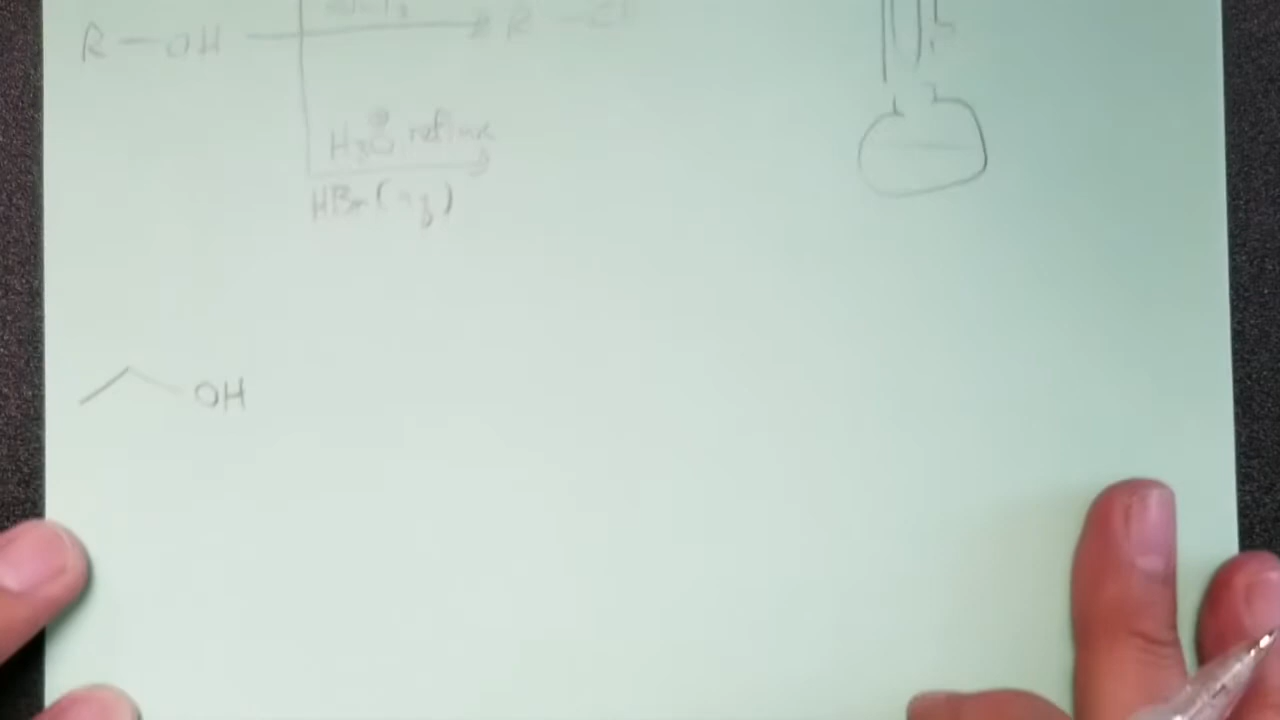 R — OH → R — Cl
H₃O⊕ reflux
HBr(aq)
OH